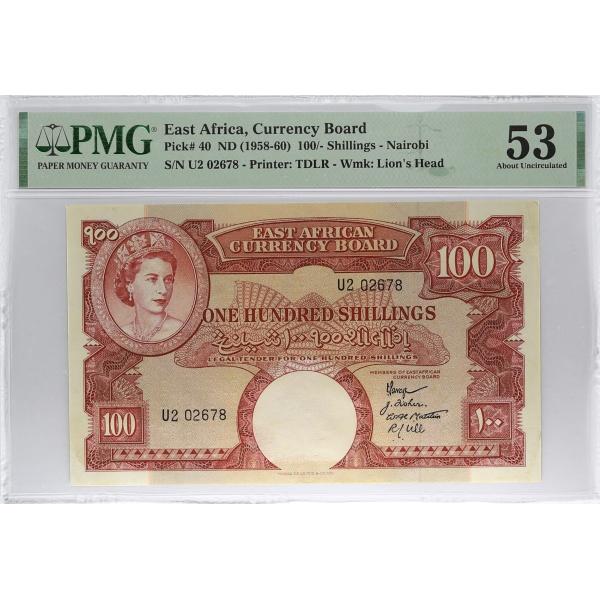 PMG
PAPER MONEY GUARANTY
East Africa, Currency Board
Pick# 40 ND (1958-60) 100/- Shillings - Nairobi
S/N U2 02678 - Printer: TDLR - Wmk: Lion's Head
53
About Uncirculated
૧૦૦
EAST AFRICAN
CURRENCY BOARD
100
U2 02678
ONE HUNDRED SHILLINGS
LEGAL TENDER FOR ONE HUNDRED SHILLINGS
MEMBERS OF EAST AFRICAN
CURRENCY BOARD
U2 02678
100
١٠٠